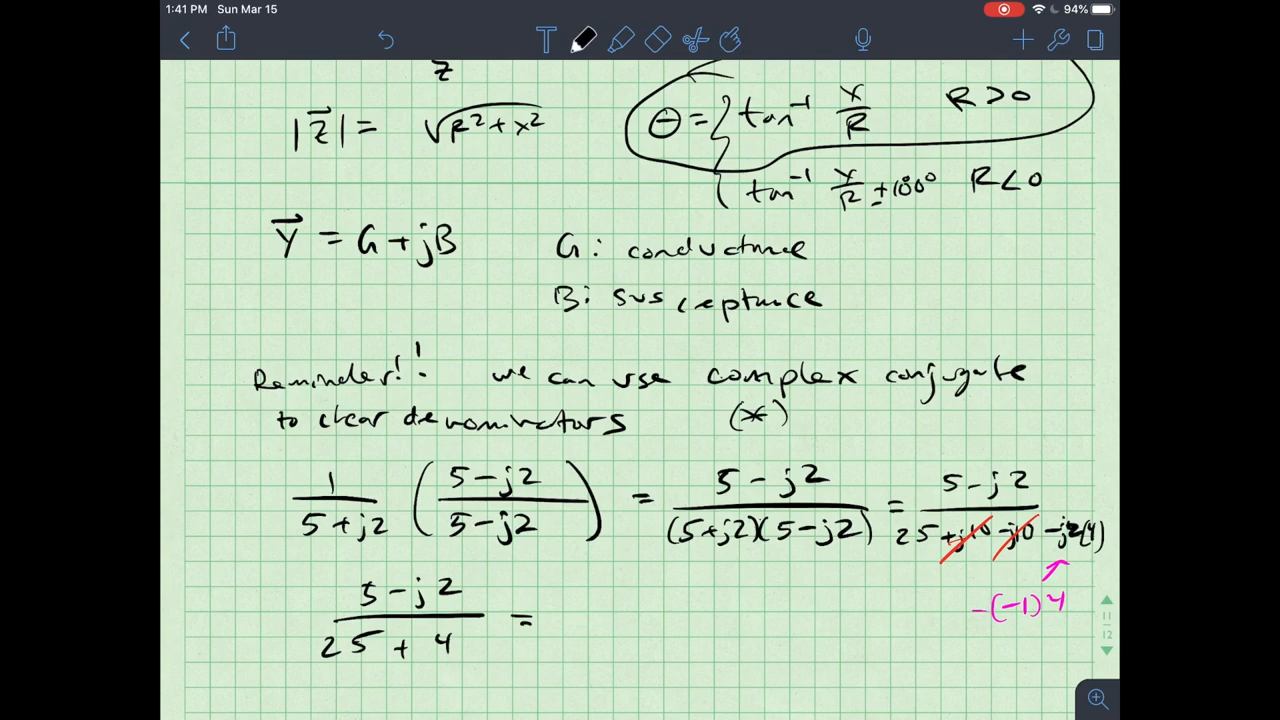 1:41 PM Sun Mar 15 94%
T
z
|z| = √R²+x²
θ = { tan⁻¹ x/R R>0
tan⁻¹ x/R ±180° R<0
Y = G+jB G: conductance
B: susceptance
Reminder!! we can use complex conjugate
to clear denominators (*)
1/(5+j2) ((5-j2)/(5-j2)) = (5-j2)/((5+j2)(5-j2)) = (5-j2)/(25+j10-j10-j²(4))
-(-1)4
(5-j2)/(25+4) =
11
12